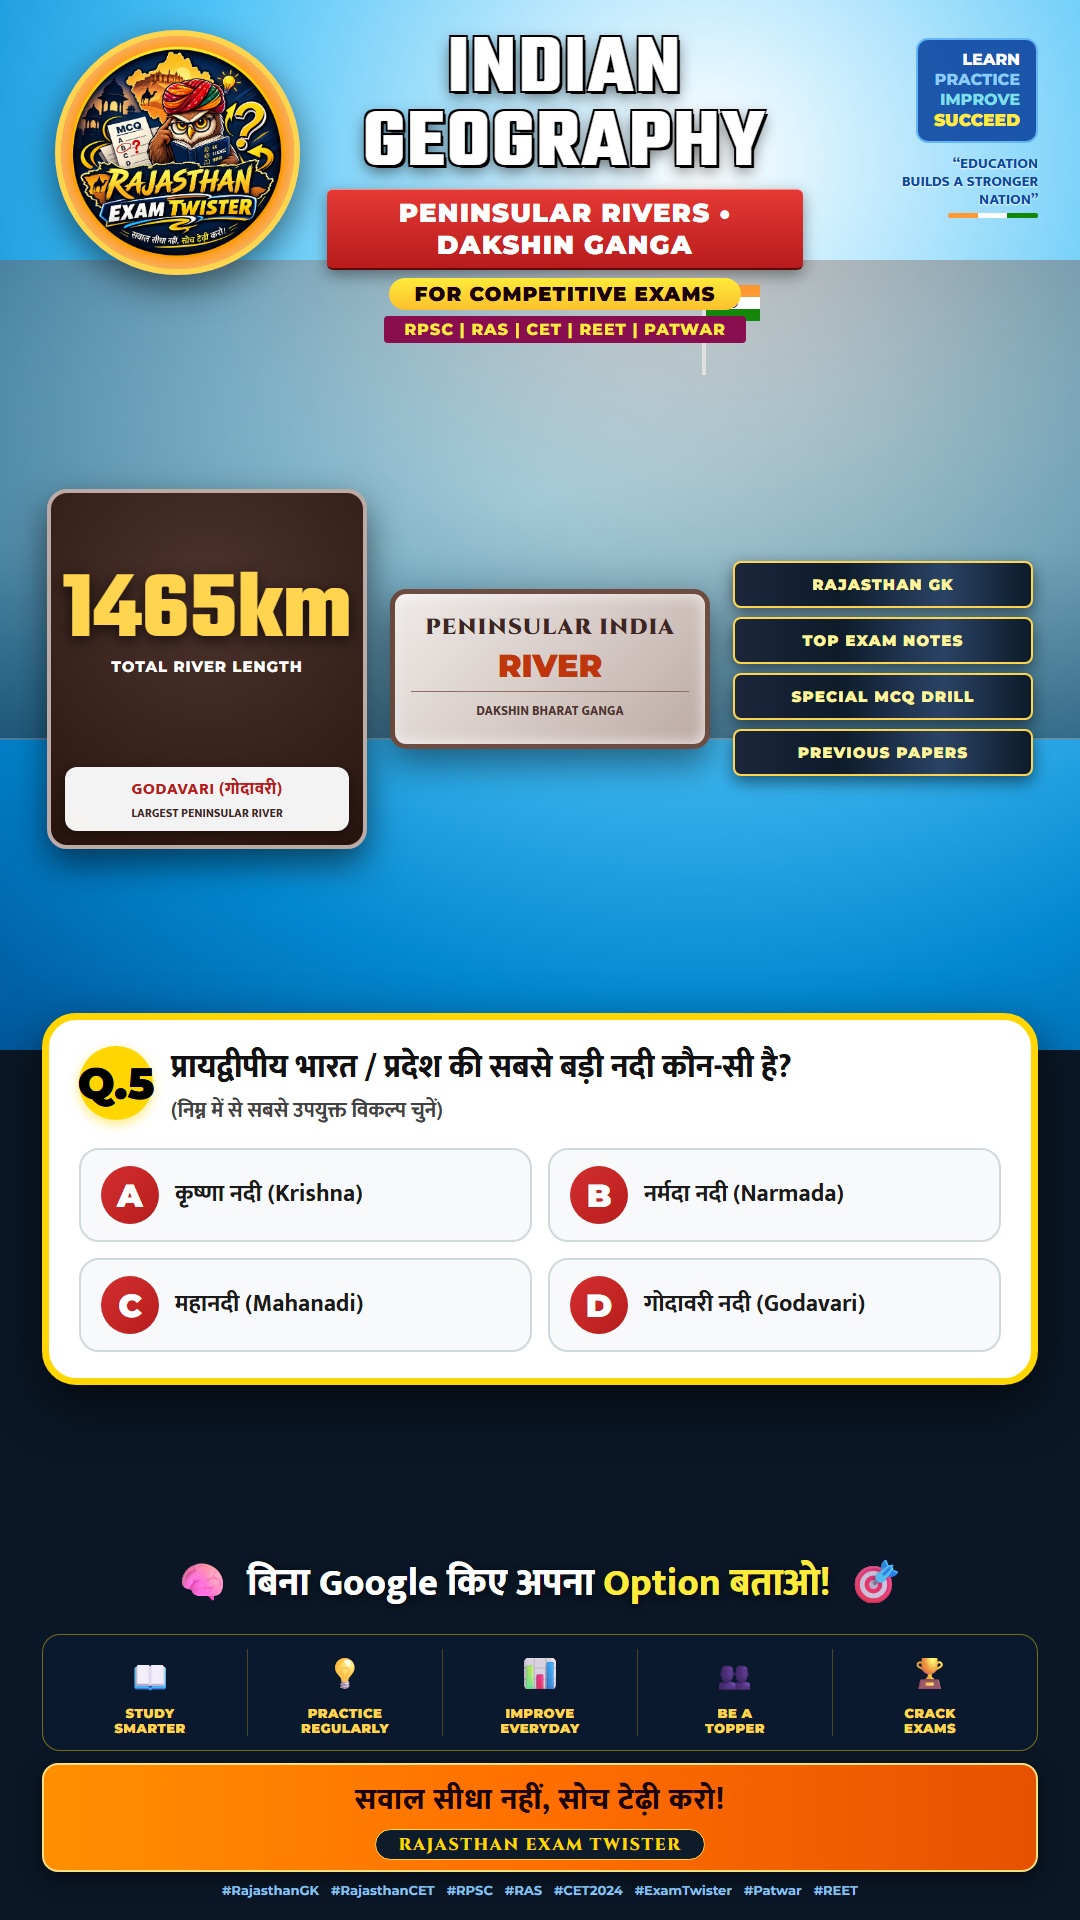 INDIAN
GEOGRAPHY
PENINSULAR RIVERS •
DAKSHIN GANGA
FOR COMPETITIVE EXAMS
RPSC | RAS | CET | REET | PATWAR
MCQ
RAJASTHAN
EXAM TWISTER
सवाल सीधा नहीं, सोच टेढ़ी करो!
LEARN
PRACTICE
IMPROVE
SUCCEED
“EDUCATION
BUILDS A STRONGER
NATION”
1465km
TOTAL RIVER LENGTH
GODAVARI (गोदावरी)
LARGEST PENINSULAR RIVER
PENINSULAR INDIA
RIVER
DAKSHIN BHARAT GANGA
RAJASTHAN GK
TOP EXAM NOTES
SPECIAL MCQ DRILL
PREVIOUS PAPERS
Q.5 प्रायद्वीपीय भारत / प्रदेश की सबसे बड़ी नदी कौन-सी है?
(निम्न में से सबसे उपयुक्त विकल्प चुनें)
A कृष्णा नदी (Krishna)
B नर्मदा नदी (Narmada)
C महानदी (Mahanadi)
D गोदावरी नदी (Godavari)
बिना Google किए अपना Option बताओ!
STUDY
SMARTER
PRACTICE
REGULARLY
IMPROVE
EVERYDAY
BE A
TOPPER
CRACK
EXAMS
सवाल सीधा नहीं, सोच टेढ़ी करो!
RAJASTHAN EXAM TWISTER
#RajasthanGK #RajasthanCET #RPSC #RAS #CET2024 #ExamTwister #Patwar #REET